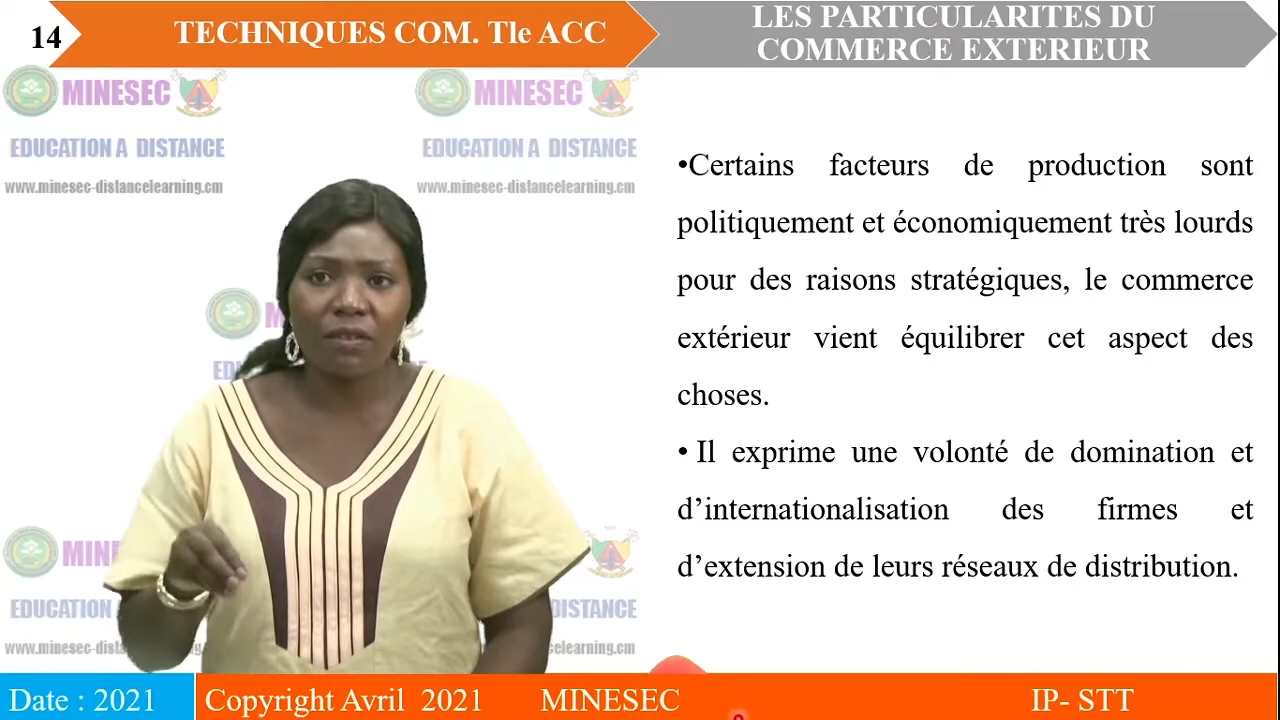 14
TECHNIQUES COM. Tle ACC
LES PARTICULARITES DU
COMMERCE EXTERIEUR
MINESEC
MINESEC
EDUCATION A DISTANCE
EDUCATION A DISTANCE
www.minesec-distancelearning.cm
www.minesec-distancelearning.cm
•Certains facteurs de production sont
politiquement et économiquement très lourds
pour des raisons stratégiques, le commerce
extérieur vient équilibrer cet aspect des
choses.
• Il exprime une volonté de domination et
d’internationalisation des firmes et
d’extension de leurs réseaux de distribution.
Date : 2021
Copyright Avril 2021
MINESEC
IP- STT